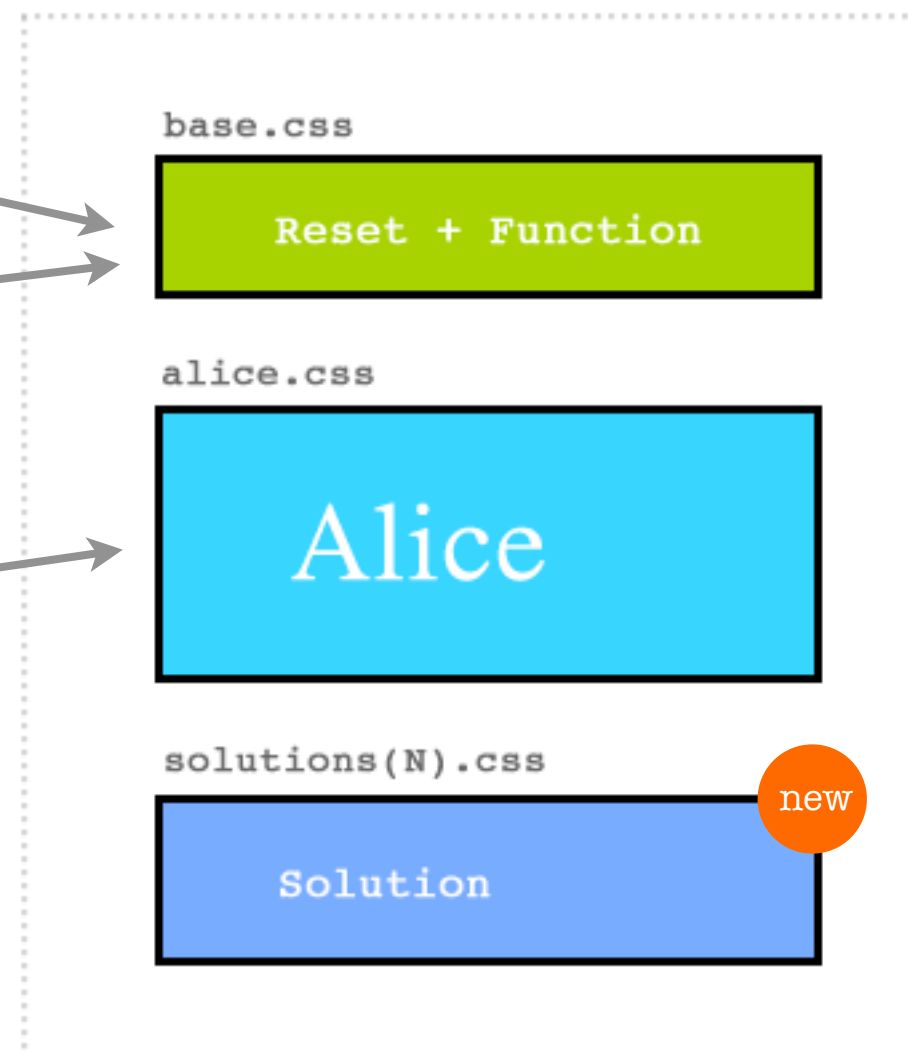 base.css
Reset + Function
alice.css
Alice
solutions(N).css
new
Solution